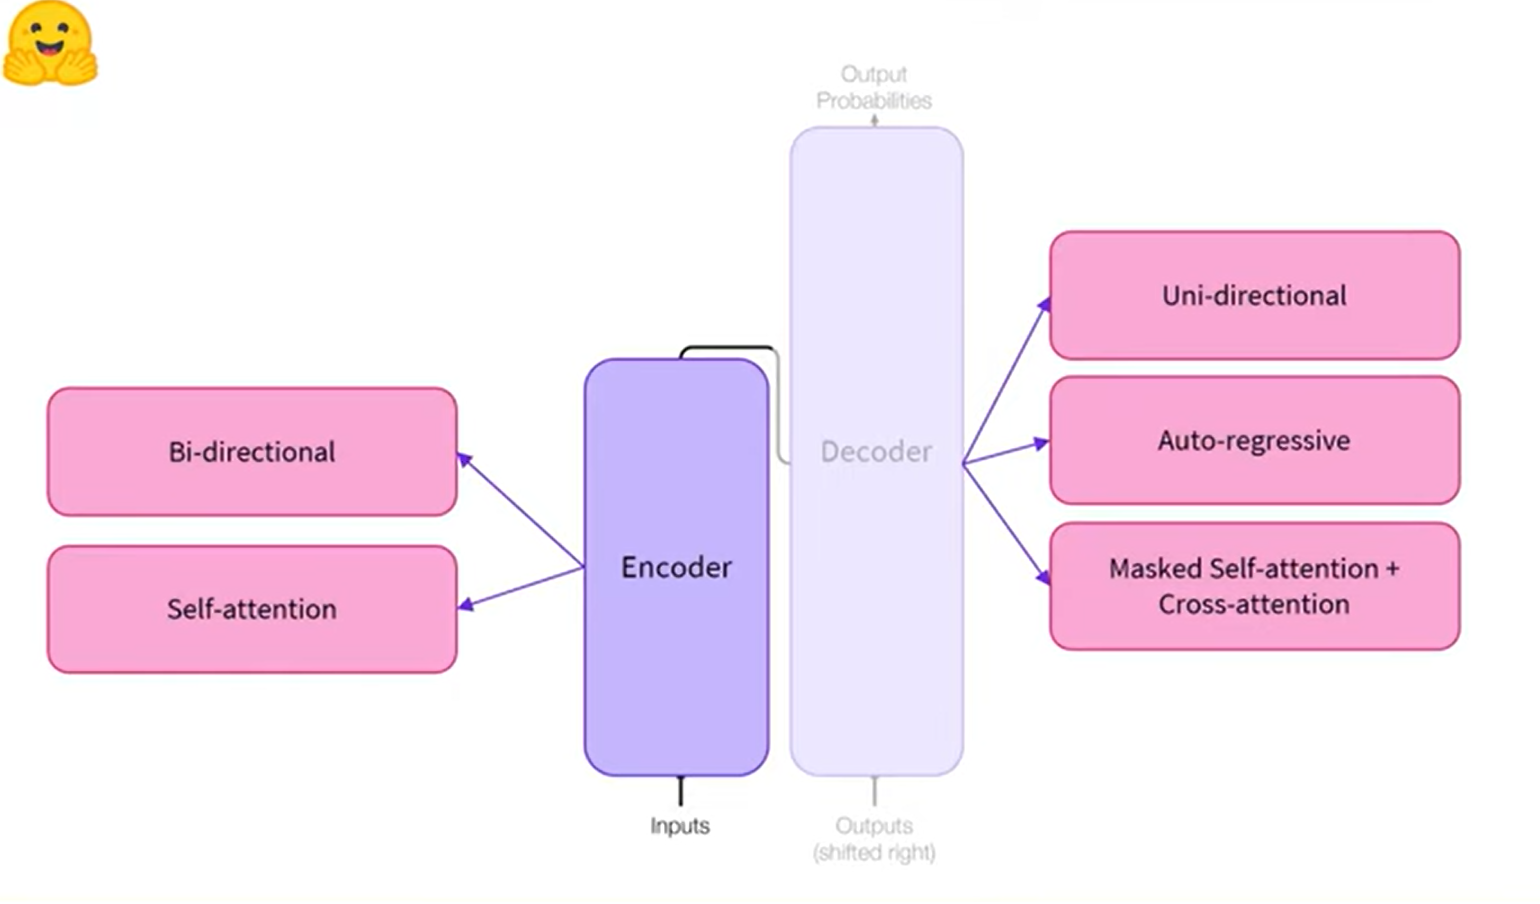 Output
Probabilities
Uni-directional
Auto-regressive
Bi-directional
Decoder
Encoder
Masked Self-attention +
Cross-attention
Self-attention
Inputs
Outputs
(shifted right)